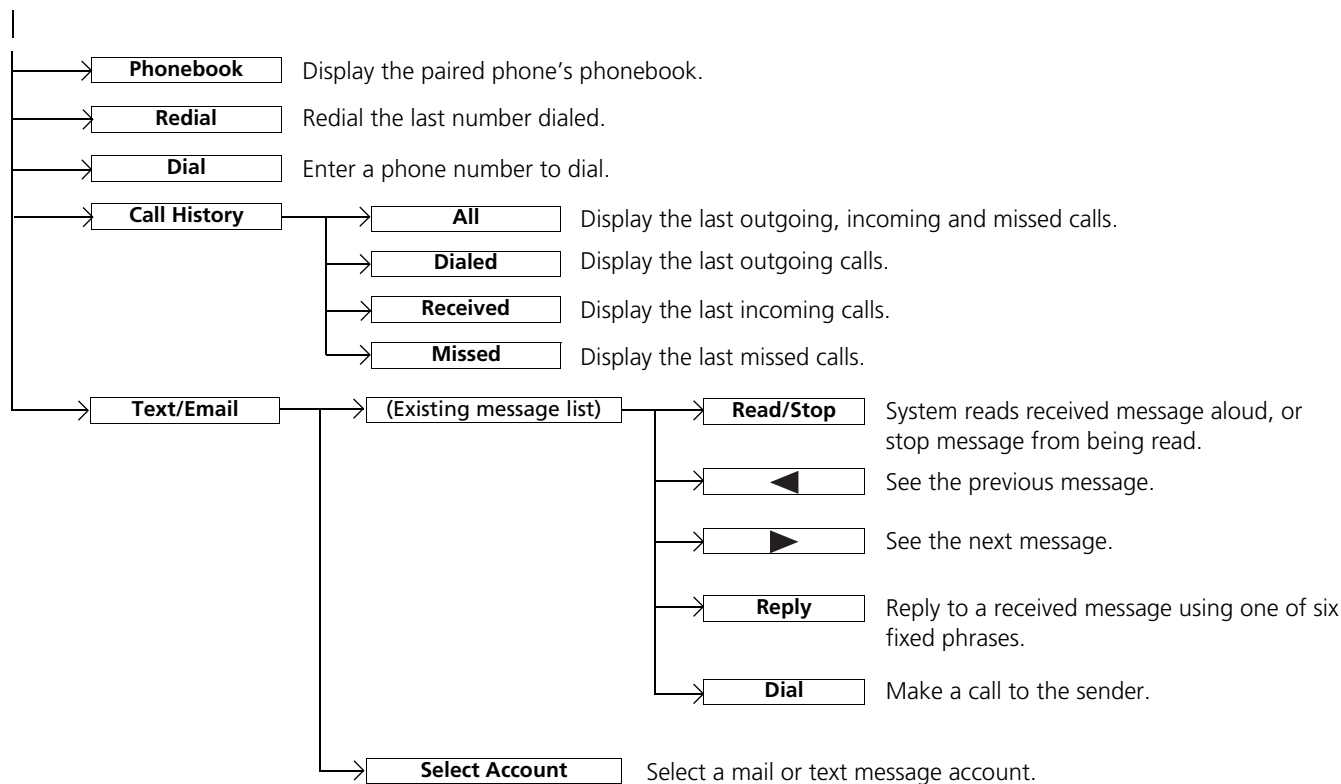 Phonebook Display the paired phone’s phonebook.
Redial Redial the last number dialed.
Dial Enter a phone number to dial.
Call History All Display the last outgoing, incoming and missed calls.
Dialed Display the last outgoing calls.
Received Display the last incoming calls.
Missed Display the last missed calls.
Text/Email (Existing message list) Read/Stop System reads received message aloud, or
stop message from being read.
◄ See the previous message.
► See the next message.
Reply Reply to a received message using one of six
fixed phrases.
Dial Make a call to the sender.
Select Account Select a mail or text message account.